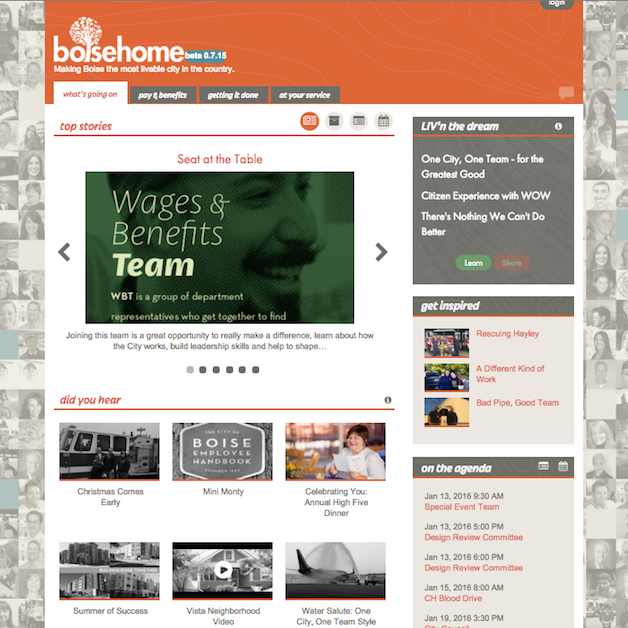 login
boisehome beta 0.7.15
Making Boise the most livable city in the country.
what's going on
pay & benefits
getting it done
at your service
top stories
Seat at the Table
Wages &
Benefits
Team
WBT is a group of department
representatives who get together to find
Joining this team is a great opportunity to really make a difference, learn about how
the City works, build leadership skills and help to shape...
did you hear
THE CITY OF
BOISE
EMPLOYEE
HANDBOOK
Christmas Comes
Early
Mini Monty
Celebrating You:
Annual High Five
Dinner
BUILDING BOISE TOGETHER
Summer of Success
Vista Neighborhood
Video
Water Salute: One
City, One Team Style
LIV'n the dream
One City, One Team - for the
Greatest Good
Citizen Experience with WOW
There's Nothing We Can't Do
Better
Learn
Share
get inspired
Rescuing Hayley
A Different Kind of
Work
Bad Pipe, Good Team
on the agenda
Jan 13, 2016 9:30 AM
Special Event Team
Jan 13, 2016 5:00 PM
Design Review Committee
Jan 13, 2016 6:00 PM
Design Review Committee
Jan 15, 2016 8:00 AM
CH Blood Drive
Jan 19, 2016 3:30 PM
City Council